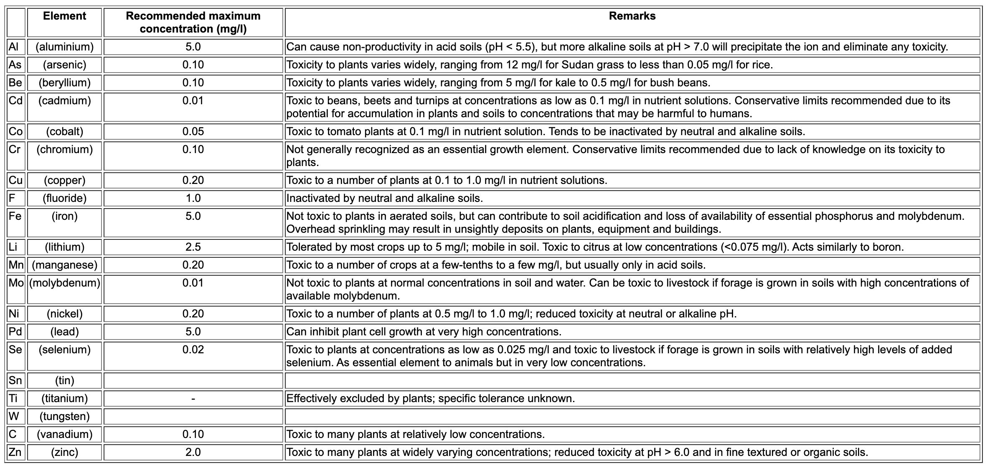 Element Recommended maximum Remarks
concentration (mg/l)
Al (aluminium) 5.0 Can cause non-productivity in acid soils (pH < 5.5), but more alkaline soils at pH > 7.0 will precipitate the ion and eliminate any toxicity.
As (arsenic) 0.10 Toxicity to plants varies widely, ranging from 12 mg/l for Sudan grass to less than 0.05 mg/l for rice.
Be (beryllium) 0.10 Toxicity to plants varies widely, ranging from 5 mg/l for kale to 0.5 mg/l for bush beans.
Cd (cadmium) 0.01 Toxic to beans, beets and turnips at concentrations as low as 0.1 mg/l in nutrient solutions. Conservative limits recommended due to its
potential for accumulation in plants and soils to concentrations that may be harmful to humans.
Co (cobalt) 0.05 Toxic to tomato plants at 0.1 mg/l in nutrient solution. Tends to be inactivated by neutral and alkaline soils.
Cr (chromium) 0.10 Not generally recognized as an essential growth element. Conservative limits recommended due to lack of knowledge on its toxicity to
plants.
Cu (copper) 0.20 Toxic to a number of plants at 0.1 to 1.0 mg/l in nutrient solutions.
F (fluoride) 1.0 Inactivated by neutral and alkaline soils.
Fe (iron) 5.0 Not toxic to plants in aerated soils, but can contribute to soil acidification and loss of availability of essential phosphorus and molybdenum.
Overhead sprinkling may result in unsightly deposits on plants, equipment and buildings.
Li (lithium) 2.5 Tolerated by most crops up to 5 mg/l; mobile in soil. Toxic to citrus at low concentrations (<0.075 mg/l). Acts similarly to boron.
Mn (manganese) 0.20 Toxic to a number of crops at a few-tenths to a few mg/l, but usually only in acid soils.
Mo (molybdenum) 0.01 Not toxic to plants at normal concentrations in soil and water. Can be toxic to livestock if forage is grown in soils with high concentrations of
available molybdenum.
Ni (nickel) 0.20 Toxic to a number of plants at 0.5 mg/l to 1.0 mg/l; reduced toxicity at neutral or alkaline pH.
Pd (lead) 5.0 Can inhibit plant cell growth at very high concentrations.
Se (selenium) 0.02 Toxic to plants at concentrations as low as 0.025 mg/l and toxic to livestock if forage is grown in soils with relatively high levels of added
selenium. As essential element to animals but in very low concentrations.
Sn (tin)
Ti (titanium) - Effectively excluded by plants; specific tolerance unknown.
W (tungsten)
C (vanadium) 0.10 Toxic to many plants at relatively low concentrations.
Zn (zinc) 2.0 Toxic to many plants at widely varying concentrations; reduced toxicity at pH > 6.0 and in fine textured or organic soils.